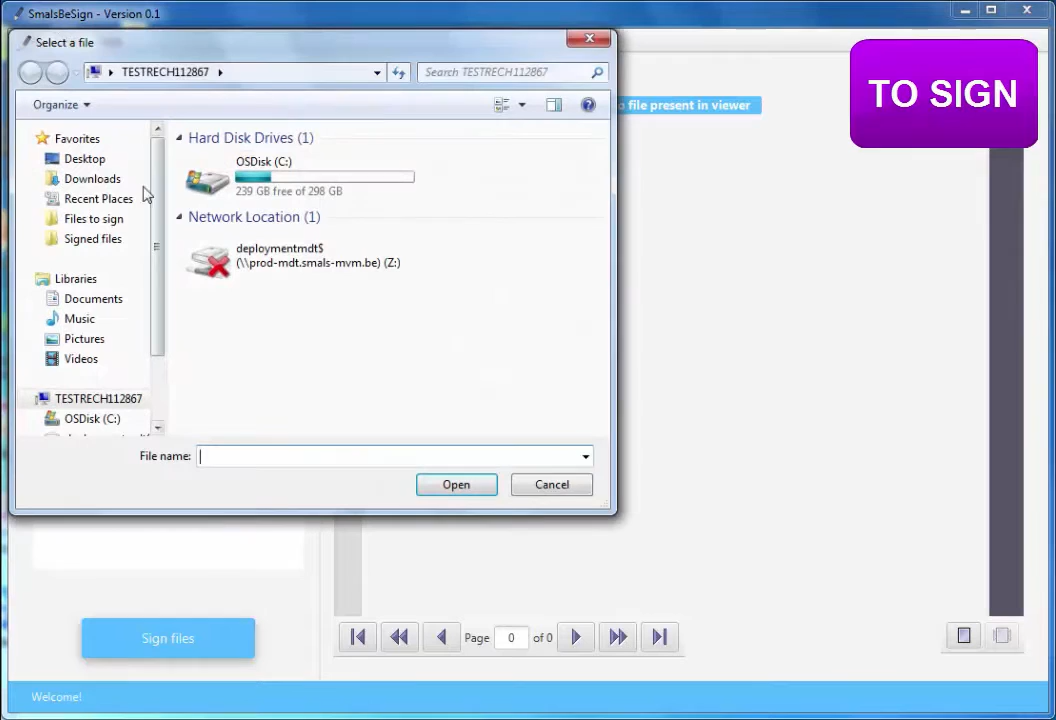 SmalsBeSign - Version 0.1
Select a file
TESTRECH112867
Search TESTRECH112867
TO SIGN
Organize
o file present in viewer
Favorites
Desktop
Downloads
Recent Places
Files to sign
Signed files
Libraries
Documents
Music
Pictures
Videos
TESTRECH112867
OSDisk (C:)
Hard Disk Drives (1)
OSDisk (C:)
239 GB free of 298 GB
Network Location (1)
deploymentmdt$
(\\prod-mdt.smals-mvm.be) (Z:)
File name:
Open
Cancel
Sign files
Page 0 of 0
Welcome!